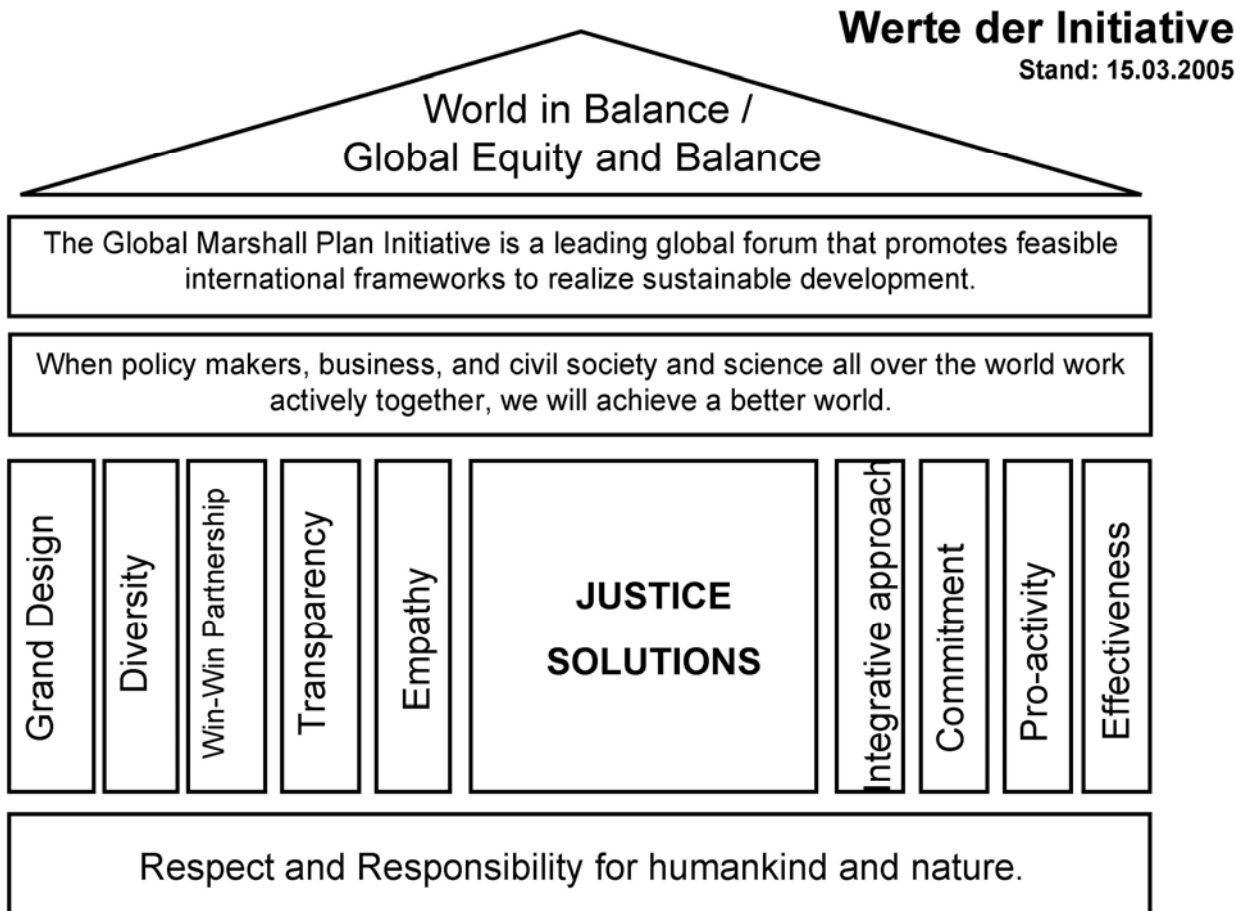 Werte der Initiative
Stand: 15.03.2005
World in Balance /
Global Equity and Balance
The Global Marshall Plan Initiative is a leading global forum that promotes feasible
international frameworks to realize sustainable development.
When policy makers, business, and civil society and science all over the world work
actively together, we will achieve a better world.
Grand Design
Diversity
Win-Win Partnership
Transparency
Empathy
JUSTICE
SOLUTIONS
Integrative approach
Commitment
Pro-activity
Effectiveness
Respect and Responsibility for humankind and nature.